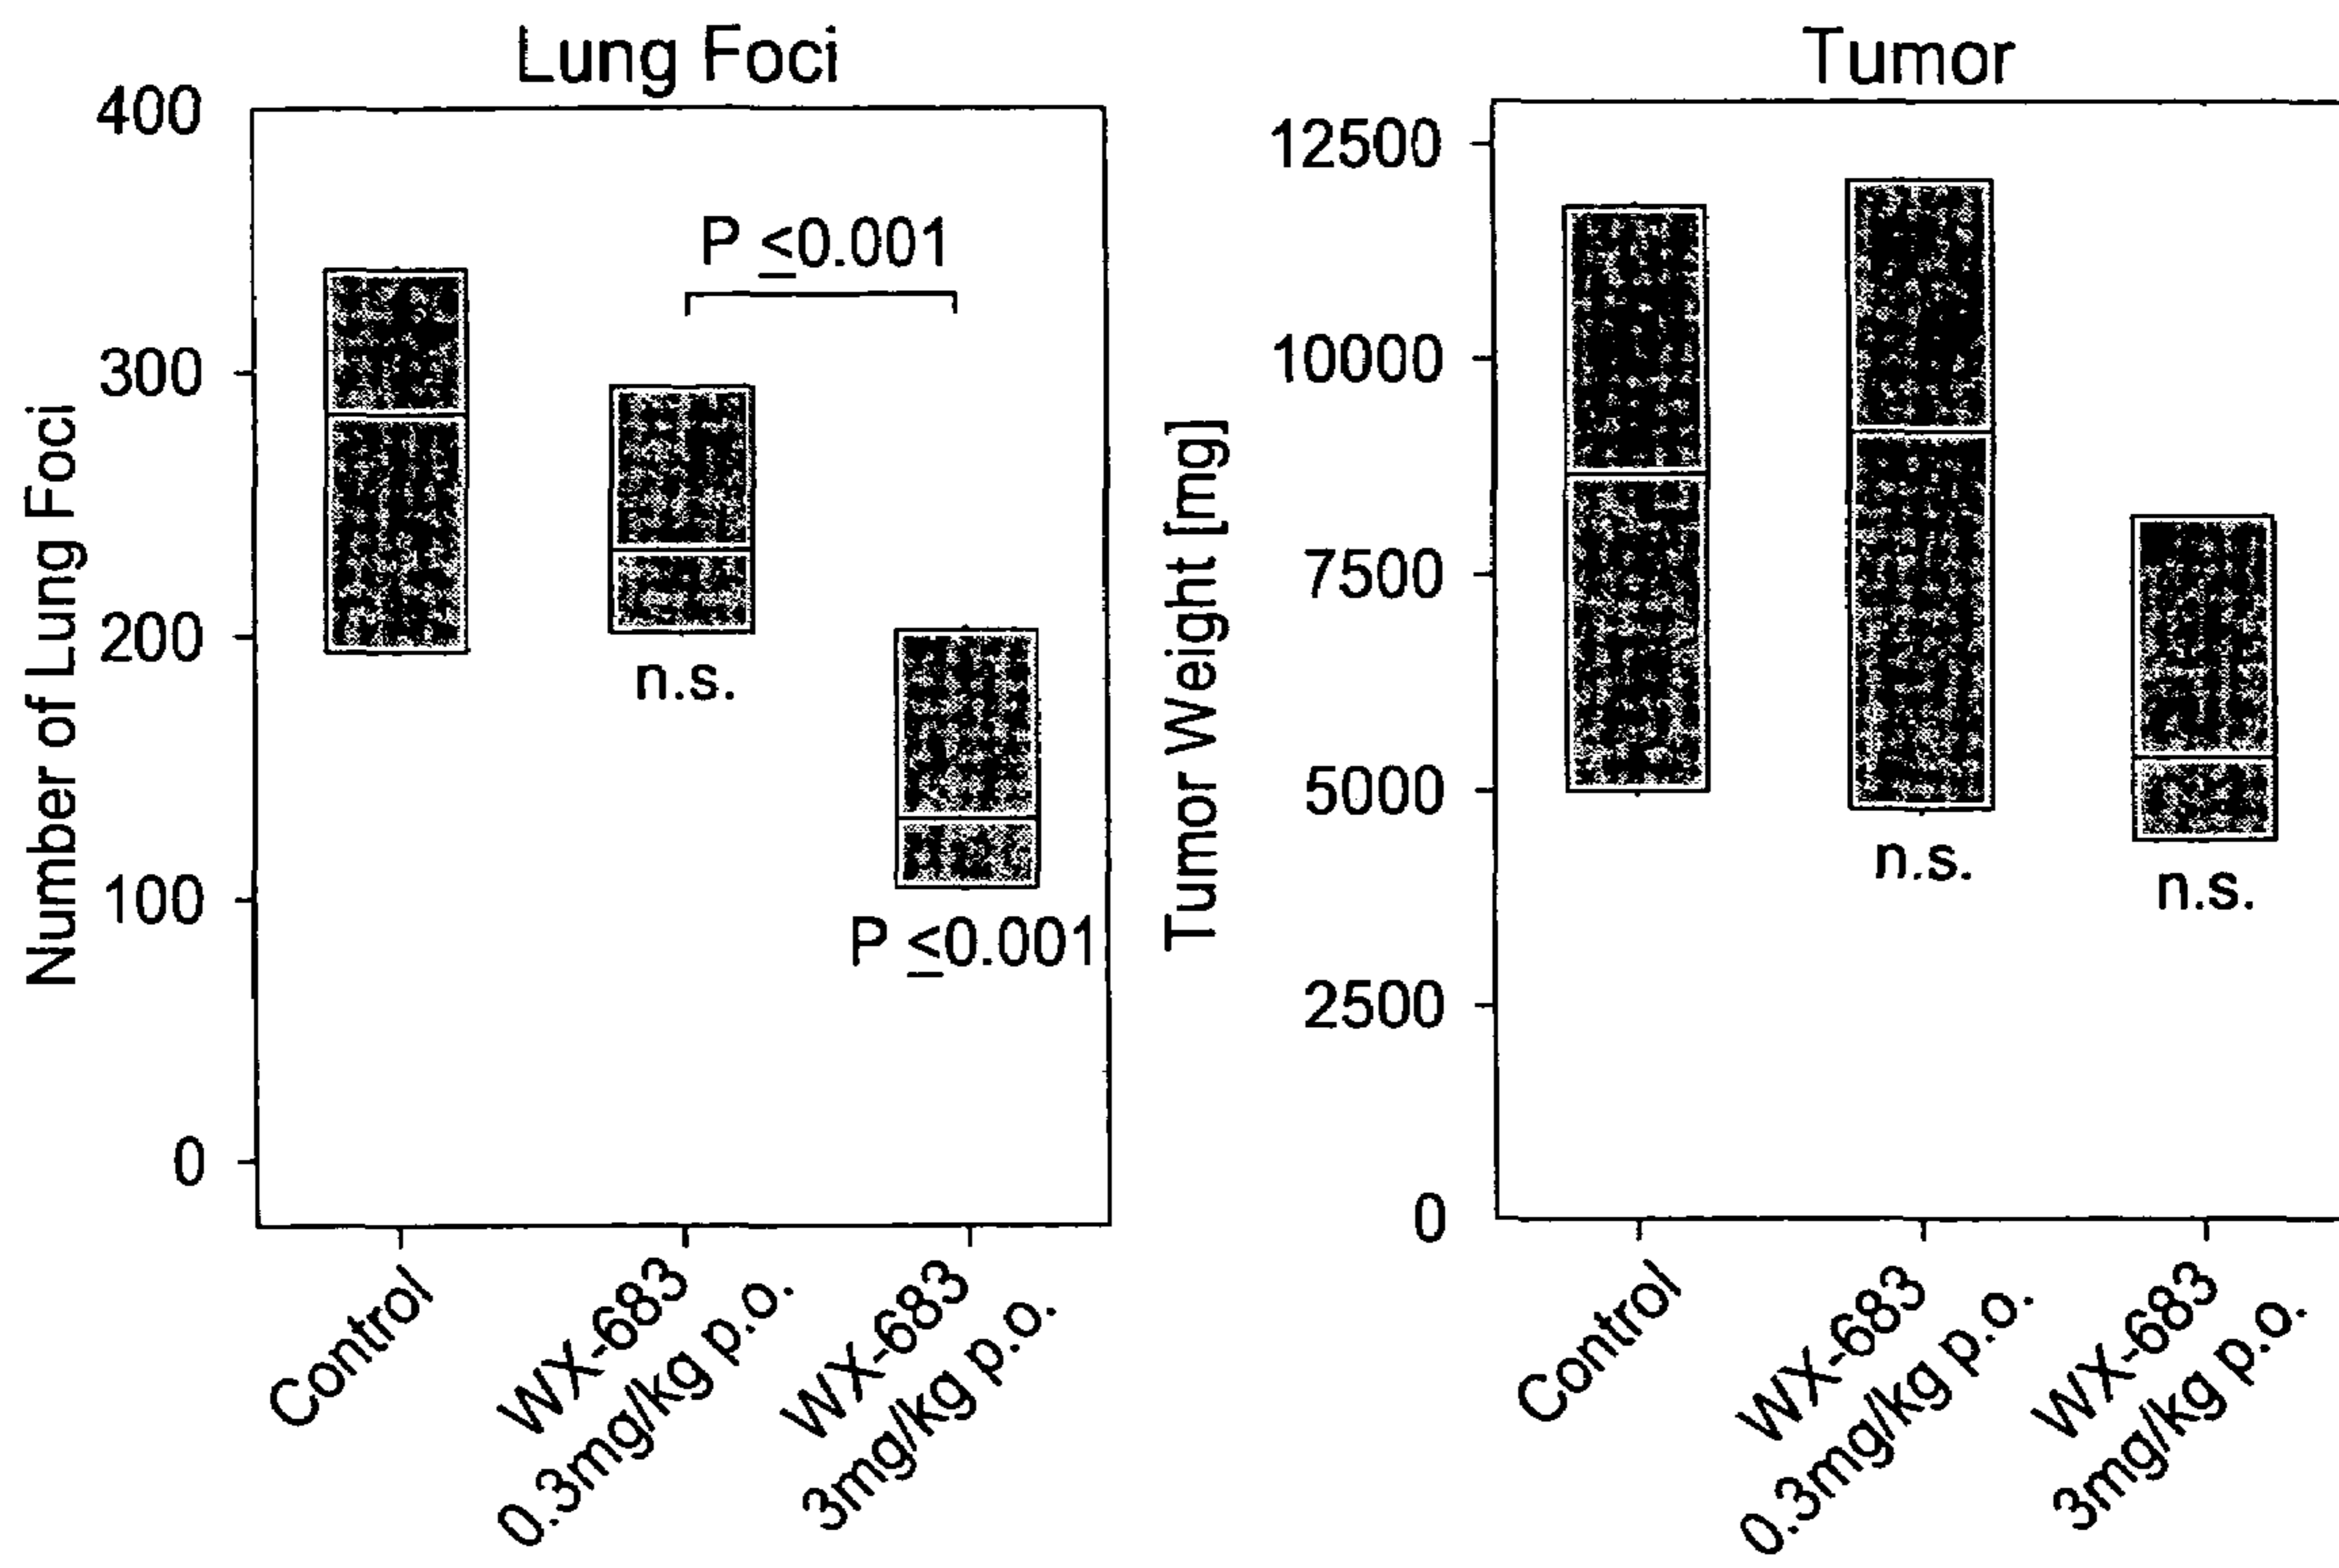 Lung Foci
Number of Lung Foci
400
300
200
100
0
P ≤0.001
n.s.
P ≤0.001
Control
WX-683
0.3mg/kg p.o.
WX-683
3mg/kg p.o.
Tumor
Tumor Weight [mg]
12500
10000
7500
5000
2500
0
n.s.
n.s.
Control
WX-683
0.3mg/kg p.o.
WX-683
3mg/kg p.o.